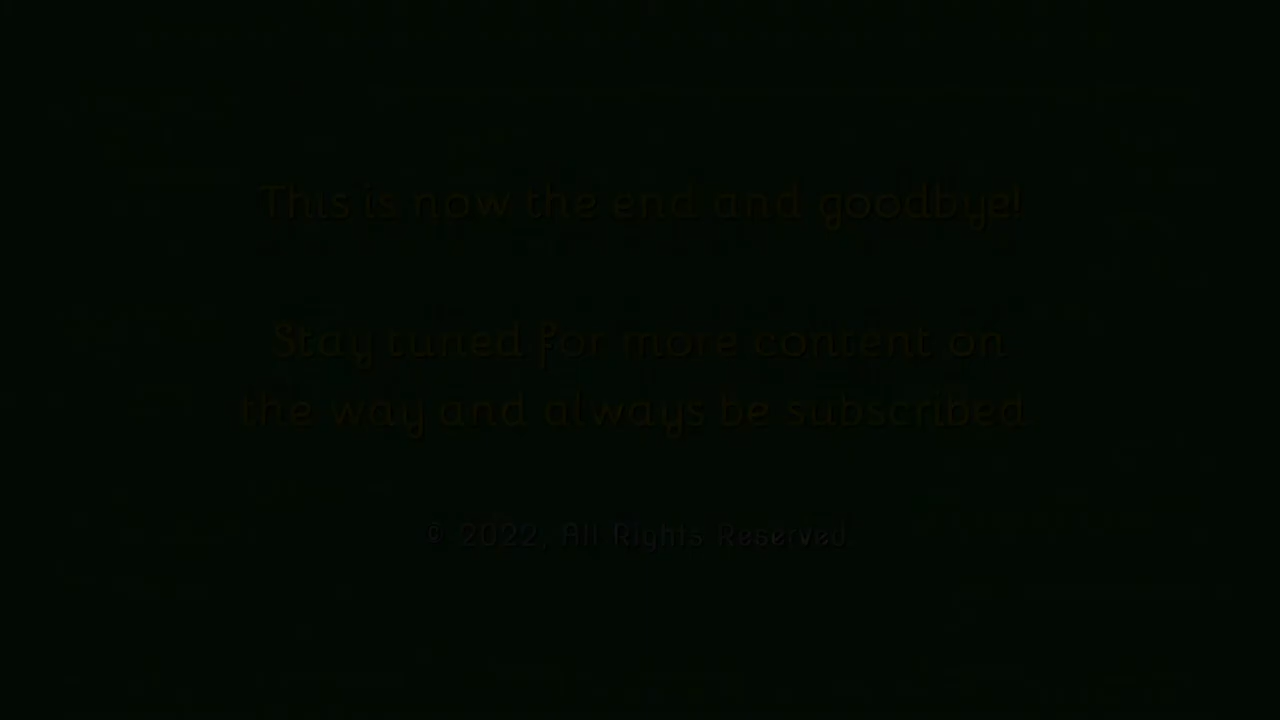 This is now the end and goodbye!
Stay tuned for more content on
the way and always be subscribed
© 2022, All Rights Reserved.